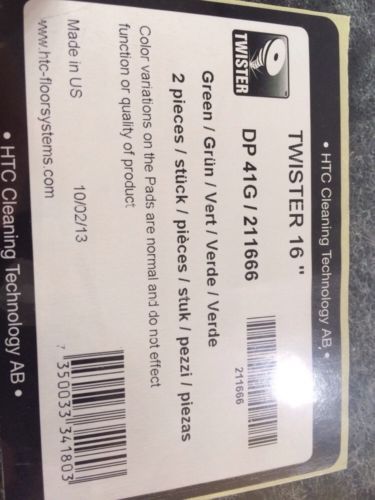 • HTC Cleaning Technology AB •
TWISTER
TWISTER 16 "
DP 41G / 211666
211666
Green / Grün / Vert / Verde / Verde
2 pieces / stück / pièces / stuk / pezzi / piezas
Color variations on the Pads are normal and do not effect
function or quality of product
Made in US
10/02/13
7 350033 341803
www.htc-floorsystems.com
• HTC Cleaning Technology AB •